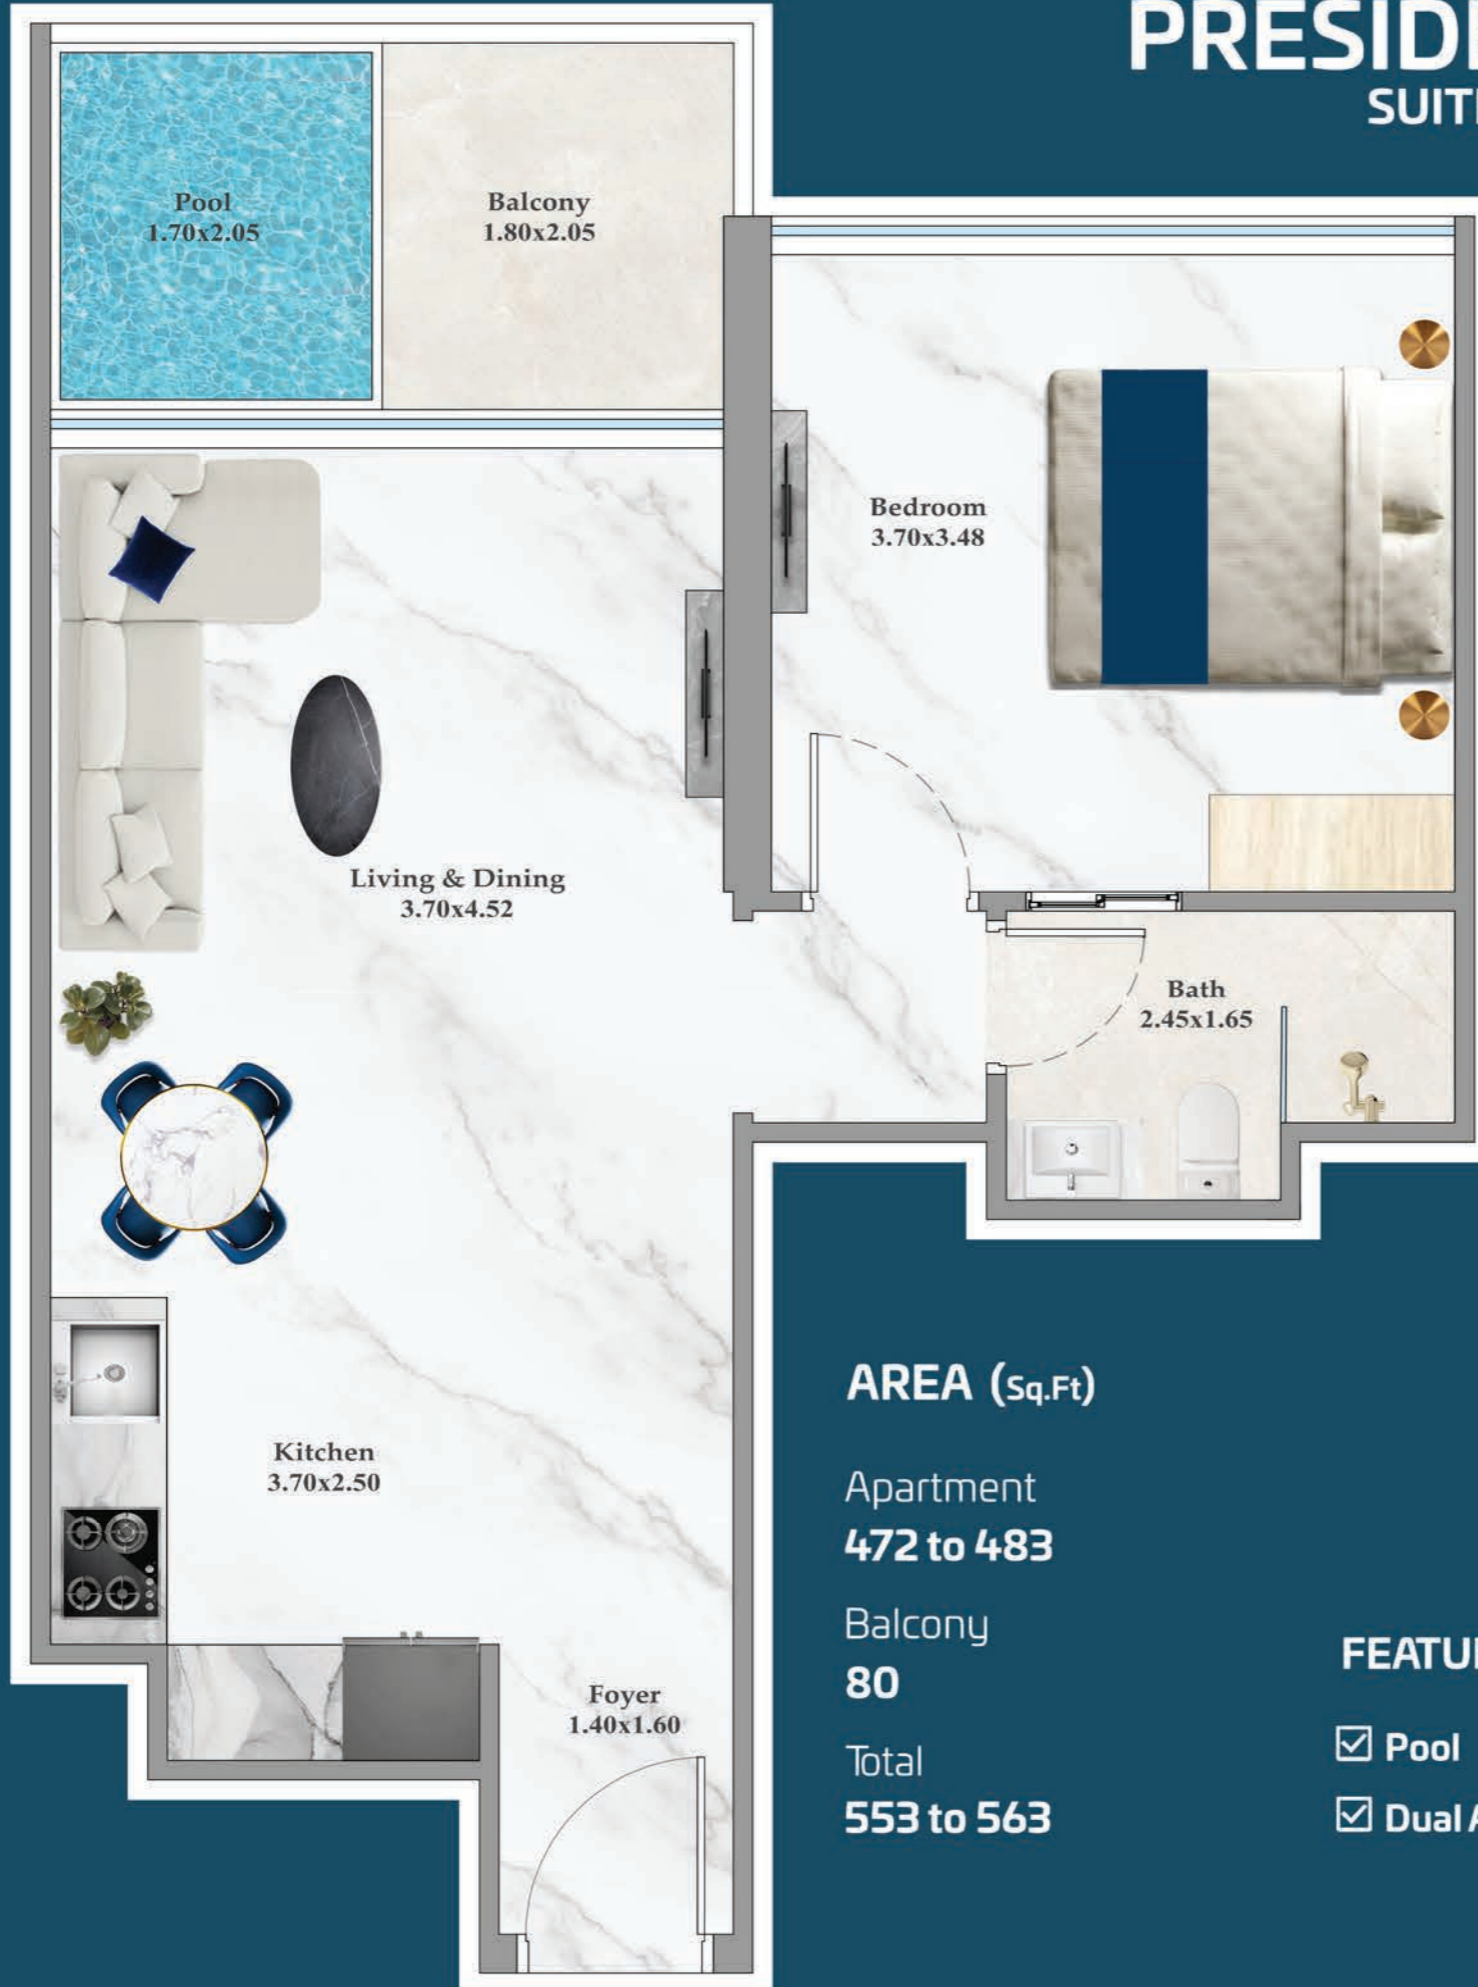 SUIT
Pool
1.70x2.05
Balcony
1.80x2.05
Bedroom
3.70x3.48
Living & Dining
3.70x4.52
Bath
2.45x1.65
Kitchen
3.70x2.50
Foyer
1.40x1.60
AREA (Sq.Ft)
Apartment
472 to 483
Balcony
80
Total
553 to 563
Pool
Dual